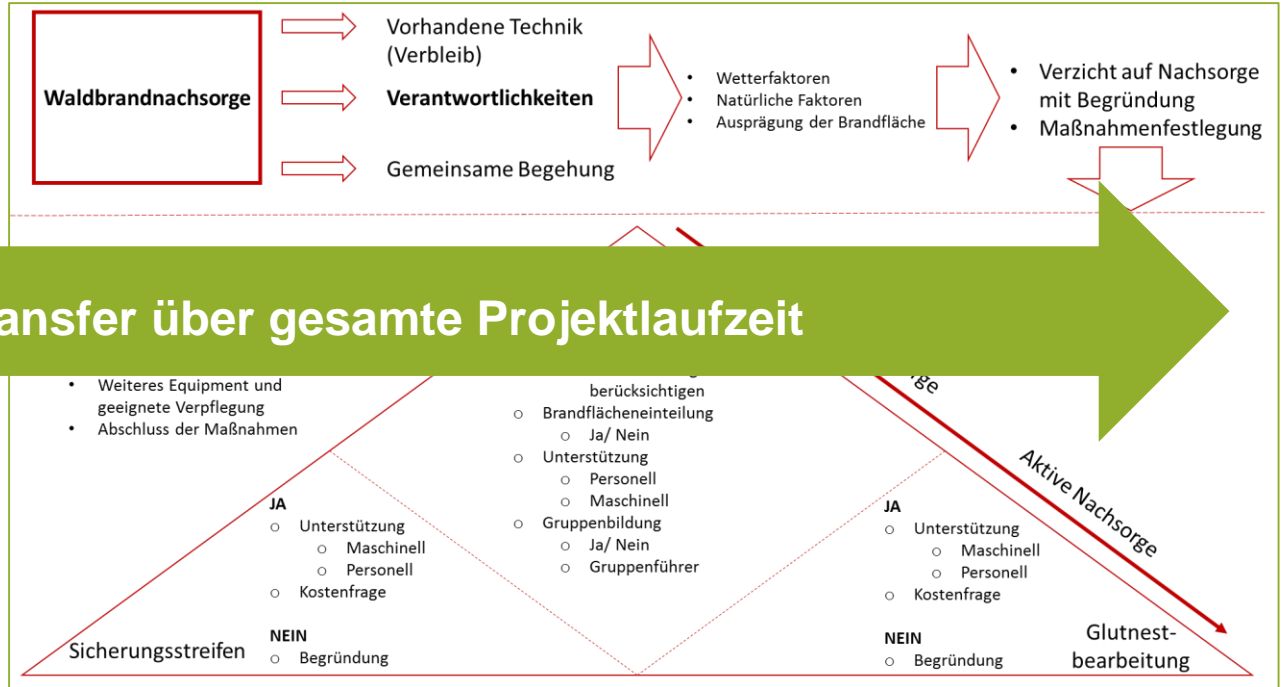 Waldbrandnachsorge
Vorhandene Technik
(Verbleib)
Verantwortlichkeiten
Gemeinsame Begehung
• Wetterfaktoren
• Natürliche Faktoren
• Ausprägung der Brandfläche
• Verzicht auf Nachsorge
mit Begründung
• Maßnahmenfestlegung
über gesamte Projektlaufzeit
• Weiteres Equipment und
geeignete Verpflegung
• Abschluss der Maßnahmen
berücksichtigen
o Brandflächeneinteilung
o Ja/ Nein
o Unterstützung
o Personell
o Maschinell
o Gruppenbildung
o Ja/ Nein
o Gruppenführer
Aktive Nachsorge
JA
o Unterstützung
o Maschinell
o Personell
o Kostenfrage
NEIN
o Begründung
Sicherungsstreifen
JA
o Unterstützung
o Maschinell
o Personell
o Kostenfrage
NEIN
o Begründung
Glutnest-
bearbeitung